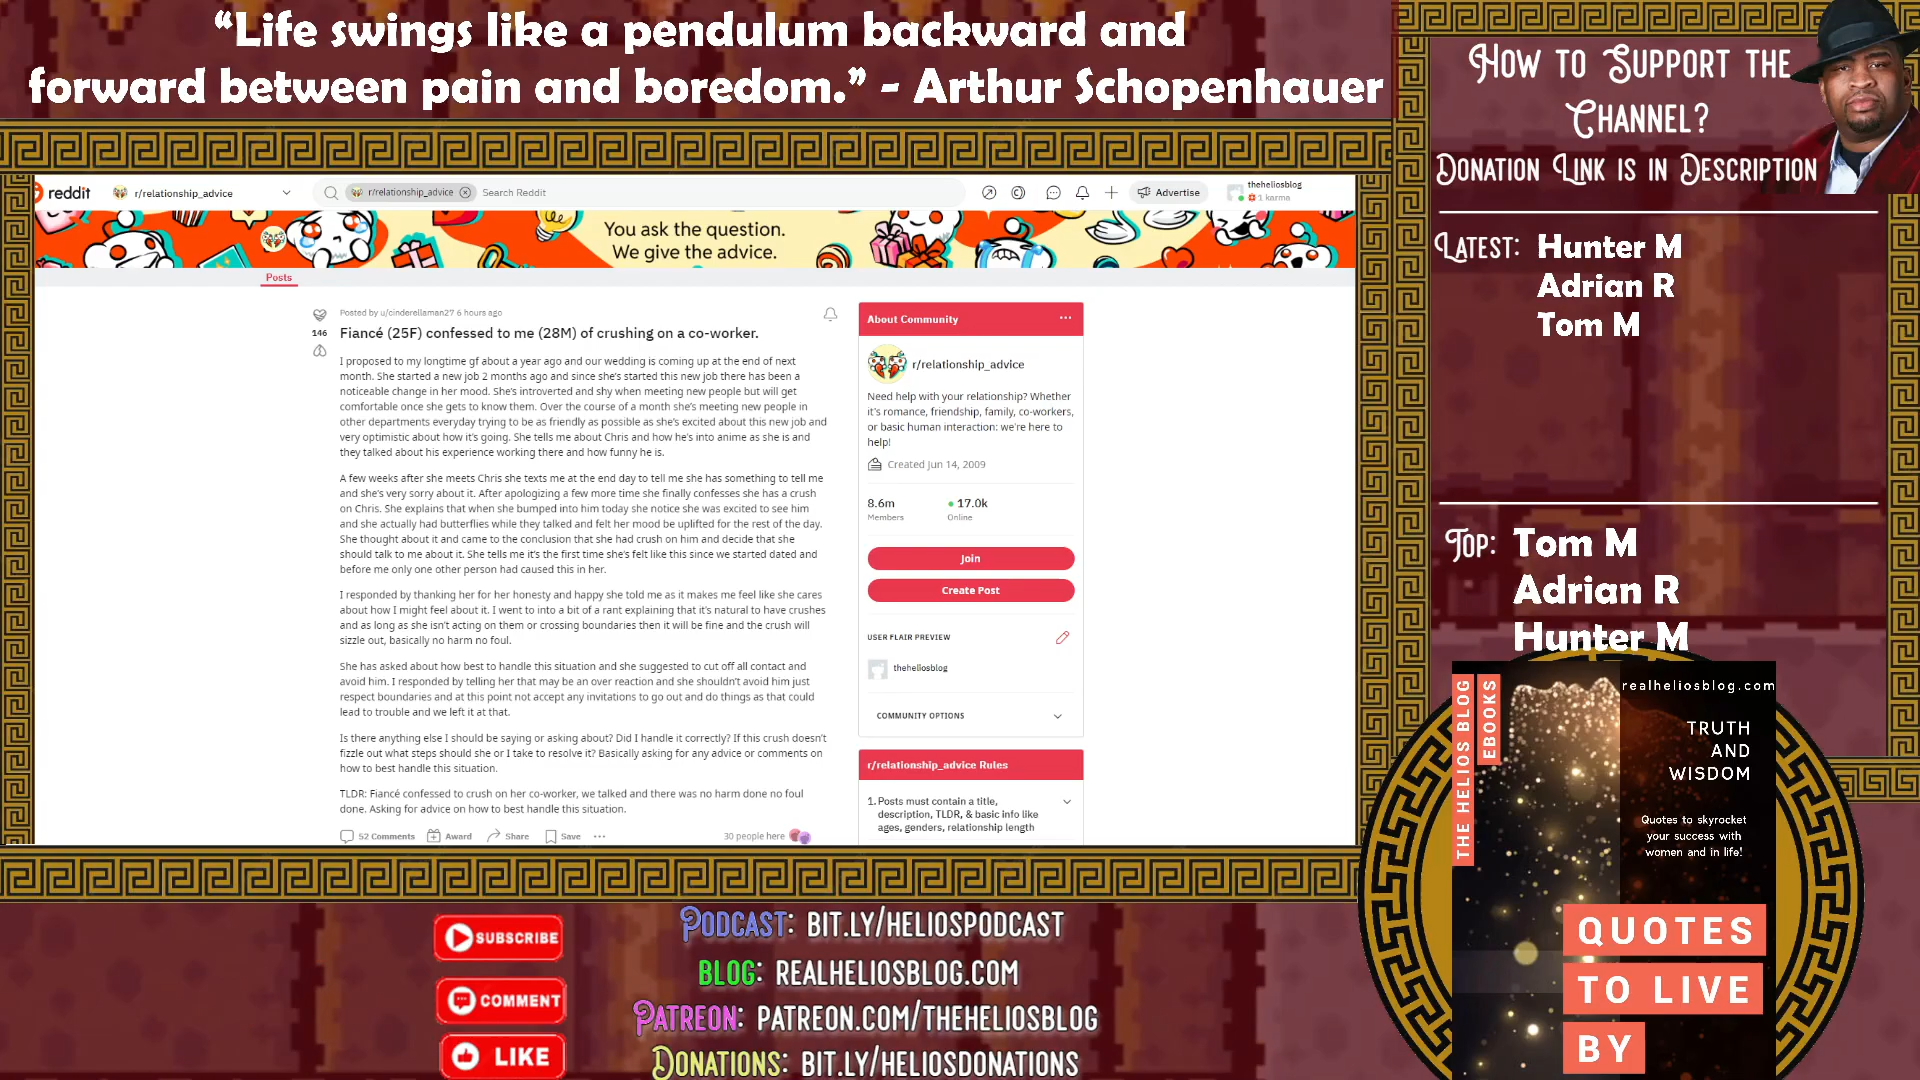 “Life swings like a pendulum backward and
forward between pain and boredom.” - Arthur Schopenhauer
How to Support the
Channel?
Donation Link is in Description
Latest: Hunter M
Adrian R
Tom M
Top: Tom M
Adrian R
Hunter M
reddit
r/relationship_advice
r/relationship_advice
Search Reddit
Advertise
theheliosblog
1 karma
You ask the question.
We give the advice.
Posts
Posted by u/cinderellaman27 6 hours ago
146
Fiancé (25F) confessed to me (28M) of crushing on a co-worker.
I proposed to my longtime gf about a year ago and our wedding is coming up at the end of next
month. She started a new job 2 months ago and since she's started this new job there has been a
noticeable change in her mood. She's introverted and shy when meeting new people but will get
comfortable once she gets to know them. Over the course of a month she's meeting new people in
other departments everyday trying to be as friendly as possible as she's excited about this new job and
very optimistic about how it's going. She tells me about Chris and how he's into anime as she is and
they talked about his experience working there and how funny he is.
A few weeks after she meets Chris she texts me at the end day to tell me she has something to tell me
and she's very sorry about it. After apologizing a few more time she finally confesses she has a crush
on Chris. She explains that when she bumped into him today she notice she was excited to see him
and she actually had butterflies while they talked and felt her mood be uplifted for the rest of the day.
She thought about it and came to the conclusion that she had crush on him and decide that she
should talk to me about it. She tells me it's the first time she's felt like this since we started dated and
before me only one other person had caused this in her.
I responded by thanking her for her honesty and happy she told me as it makes me feel like she cares
about how I might feel about it. I went to into a bit of a rant explaining that it's natural to have crushes
and as long as she isn't acting on them or crossing boundaries then it will be fine and the crush will
sizzle out, basically no harm no foul.
She has asked about how best to handle this situation and she suggested to cut off all contact and
avoid him. I responded by telling her that may be an over reaction and she shouldn't avoid him just
respect boundaries and at this point not accept any invitations to go out and do things as that could
lead to trouble and we left it at that.
Is there anything else I should be saying or asking about? Did I handle it correctly? If this crush doesn't
fizzle out what steps should she or I take to resolve it? Basically asking for any advice or comments on
how to best handle this situation.
TLDR: Fiancé confessed to crush on her co-worker, we talked and there was no harm done no foul
done. Asking for advice on how to best handle this situation.
52 Comments
Award
Share
Save
30 people here
About Community
r/relationship_advice
Need help with your relationship? Whether
it's romance, friendship, family, co-workers,
or basic human interaction: we're here to
help!
Created Jun 14, 2009
8.6m
17.0k
Members
Online
Join
Create Post
USER FLAIR PREVIEW
theheliosblog
COMMUNITY OPTIONS
r/relationship_advice Rules
1. Posts must contain a title,
description, TLDR, & basic info like
ages, genders, relationship length
SUBSCRIBE
COMMENT
LIKE
Podcast: bit.ly/heliospodcast
Blog: realheliosblog.com
Patreon: patreon.com/theheliosblog
Donations: bit.ly/heliosdonations
THE HELIOS BLOG
EBOOKS
realheliosblog.com
TRUTH
AND
WISDOM
Quotes to skyrocket
your success with
women and in life!
QUOTES
TO LIVE
BY